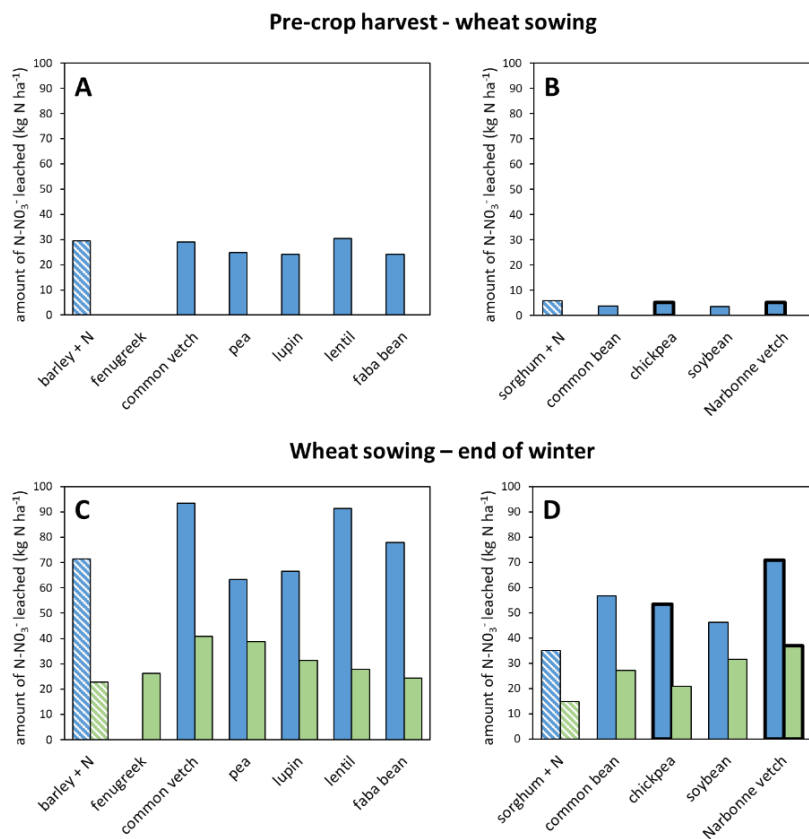 Pre-crop harvest - wheat sowing
A
amount of N-N0₃⁻ leached (kg N ha⁻¹)
100
90
80
70
60
50
40
30
20
10
0
barley + N
fenugreek
common vetch
pea
lupin
lentil
faba bean
B
amount of N-N0₃⁻ leached (kg N ha⁻¹)
100
90
80
70
60
50
40
30
20
10
0
sorghum + N
common bean
chickpea
soybean
Narbonne vetch
Wheat sowing – end of winter
C
amount of N-N0₃⁻ leached (kg N ha⁻¹)
100
90
80
70
60
50
40
30
20
10
0
barley + N
fenugreek
common vetch
pea
lupin
lentil
faba bean
D
amount of N-N0₃⁻ leached (kg N ha⁻¹)
100
90
80
70
60
50
40
30
20
10
0
sorghum + N
common bean
chickpea
soybean
Narbonne vetch